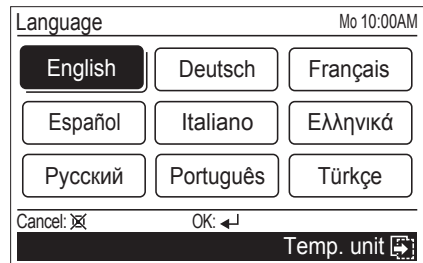 Language Mo 10:00AM
English Deutsch Français
Español Italiano Ελληνικά
Русский Português Türkçe
Cancel: OK:
Temp. unit